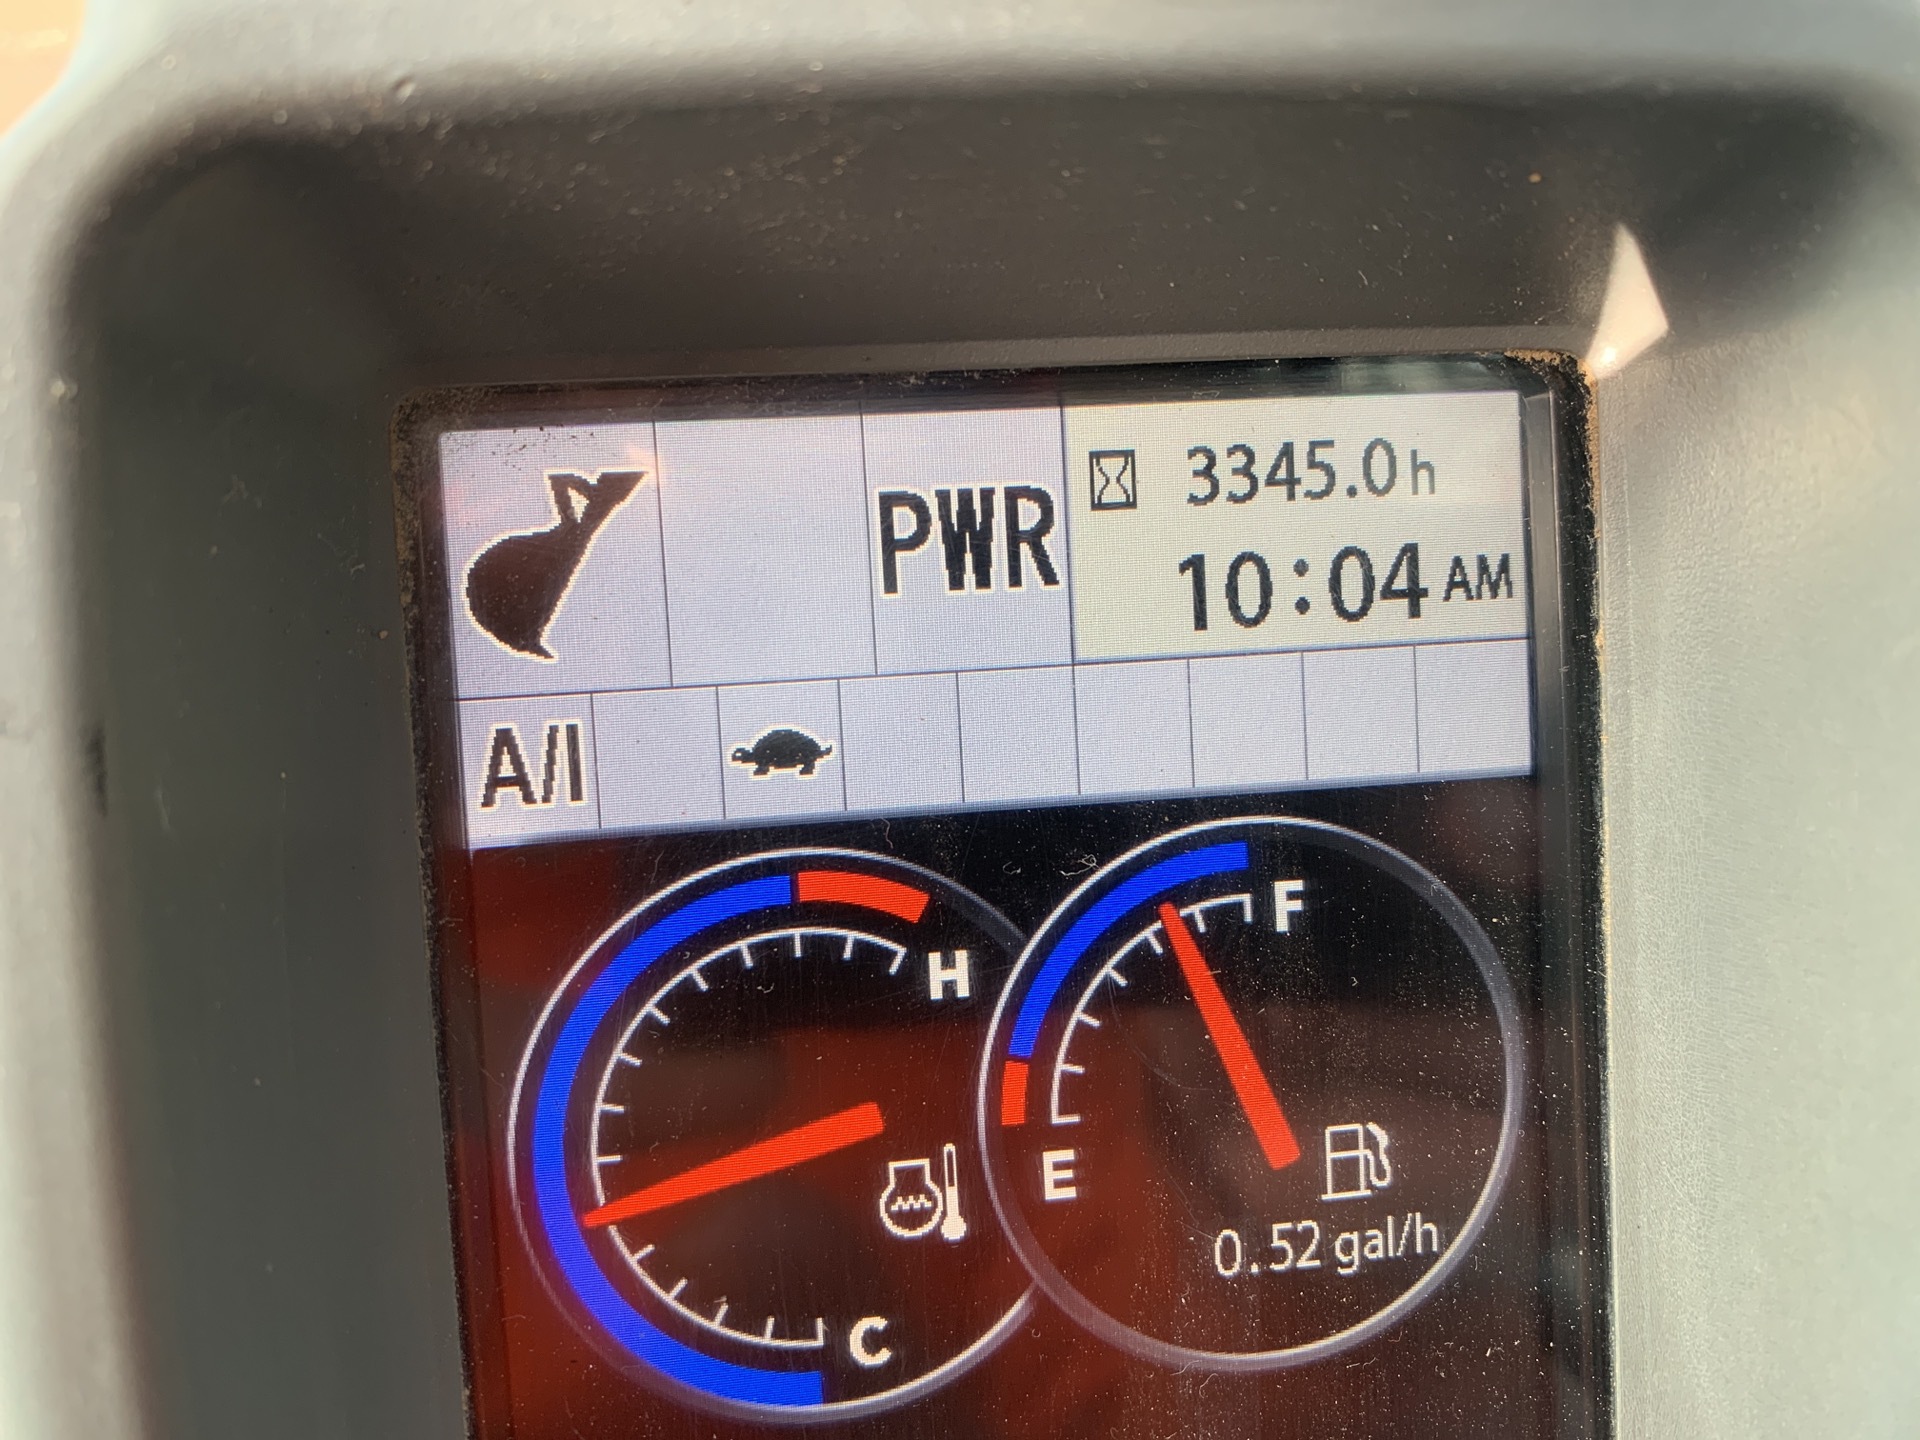 3345.0h
PWR
10:04 AM
A/I
H
F
E
0.52 gal/h
C